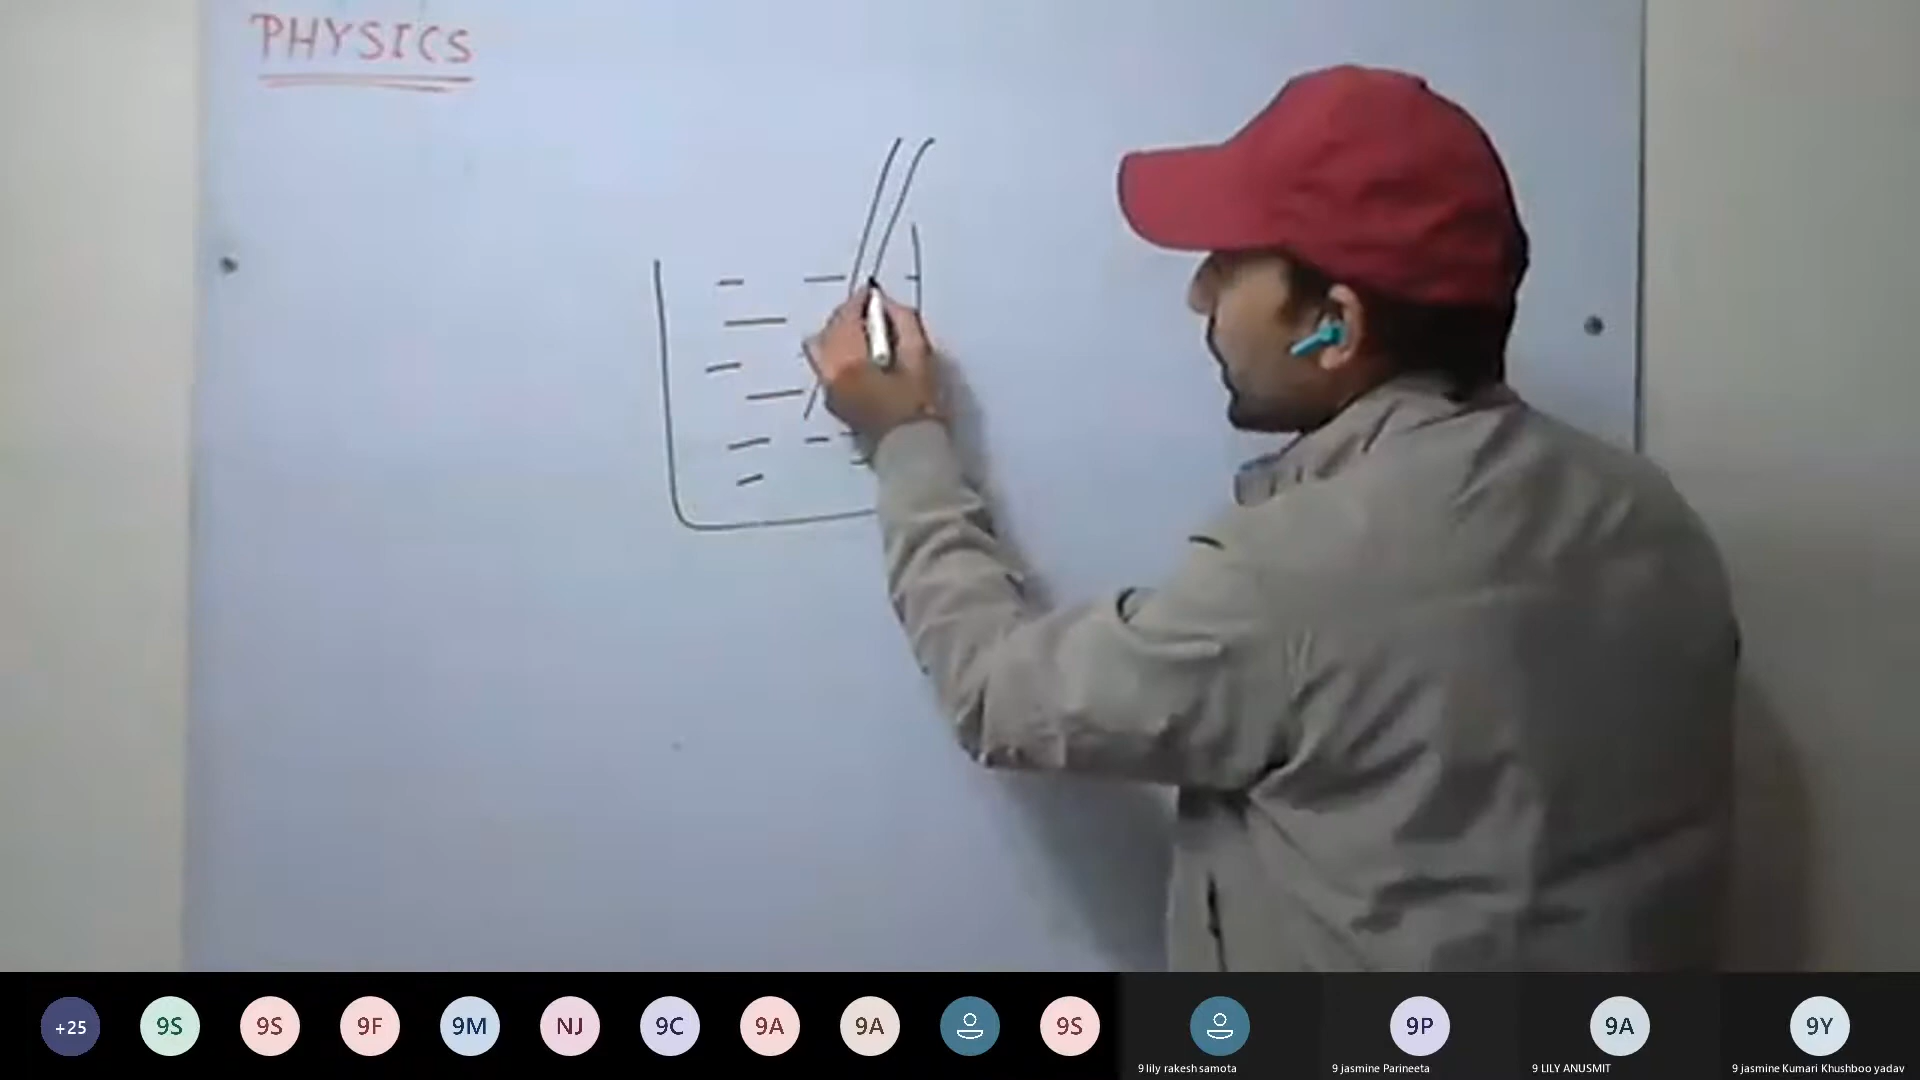 PHYSICS
+25
9S
9S
9F
9M
NJ
9C
9A
9A
9S
9P
9A
9Y
9 lily rakesh samota
9 jasmine Parineeta
9 LILY ANUSMIT
9 jasmine Kumari Khushboo yadav